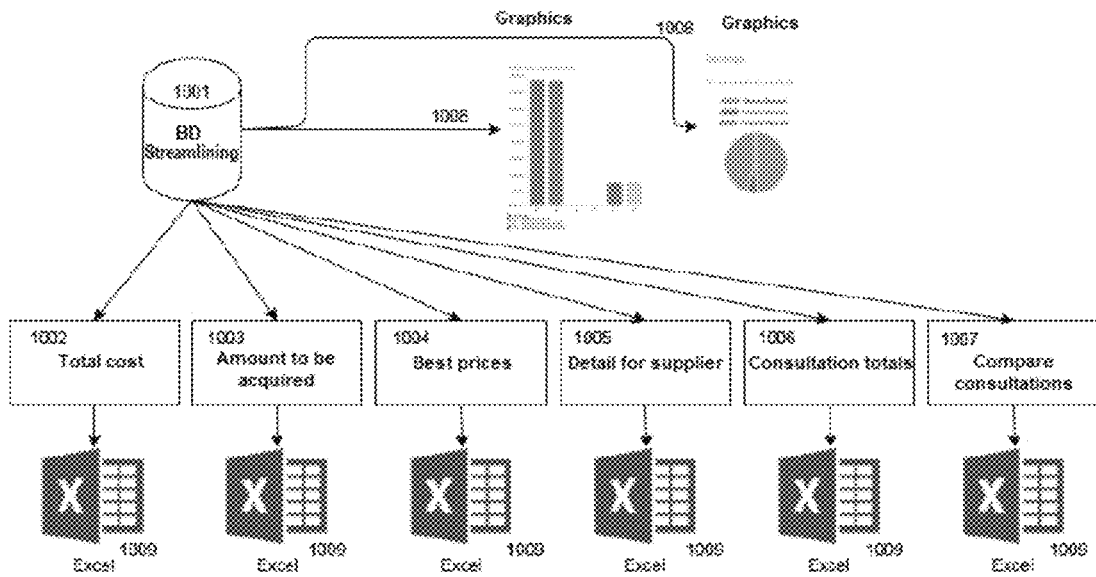 Graphics
1008
Graphics
1001
BD
Streamlining
1008
1002
Total cost
1003
Amount to be
acquired
1004
Best prices
1005
Detail for supplier
1006
Consultation totals
1007
Compare
consultations
X
X
X
X
X
X
1009
1009
1009
1009
1009
1009
Excel
Excel
Excel
Excel
Excel
Excel